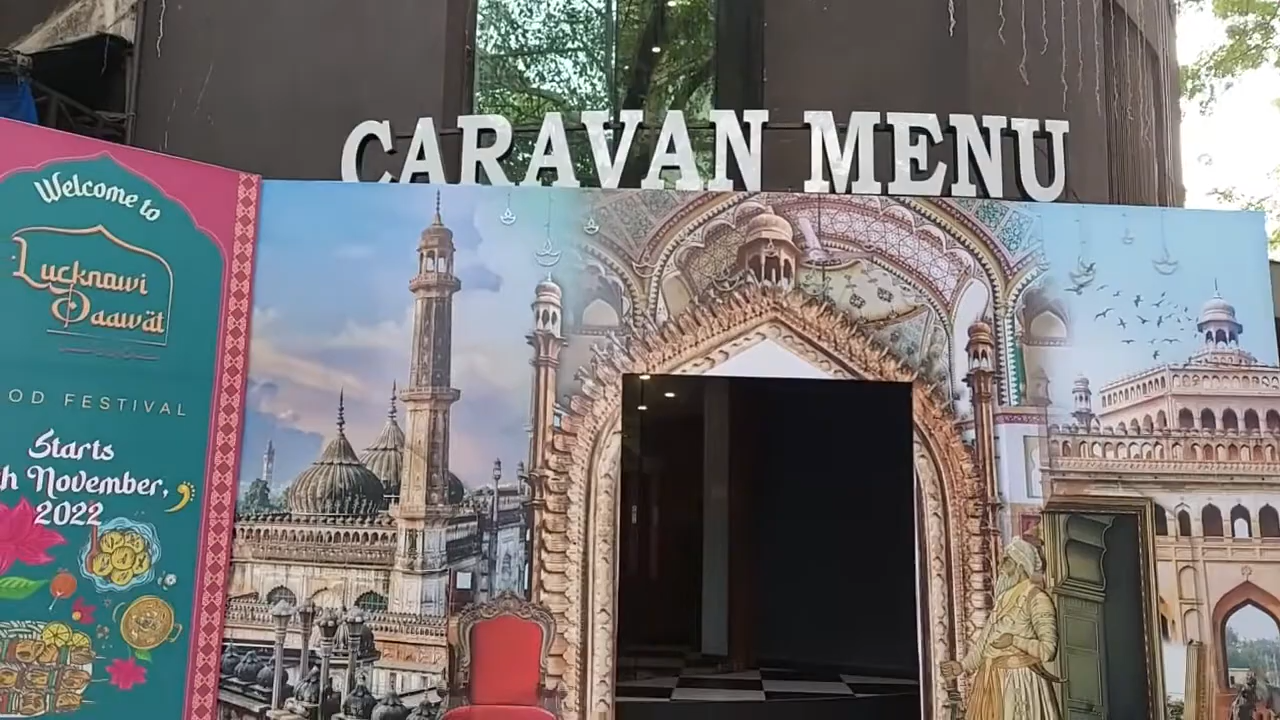 CARAVAN MENU
Welcome to
Lucknawi
Daawat
OD FESTIVAL
Starts
h November,
2022